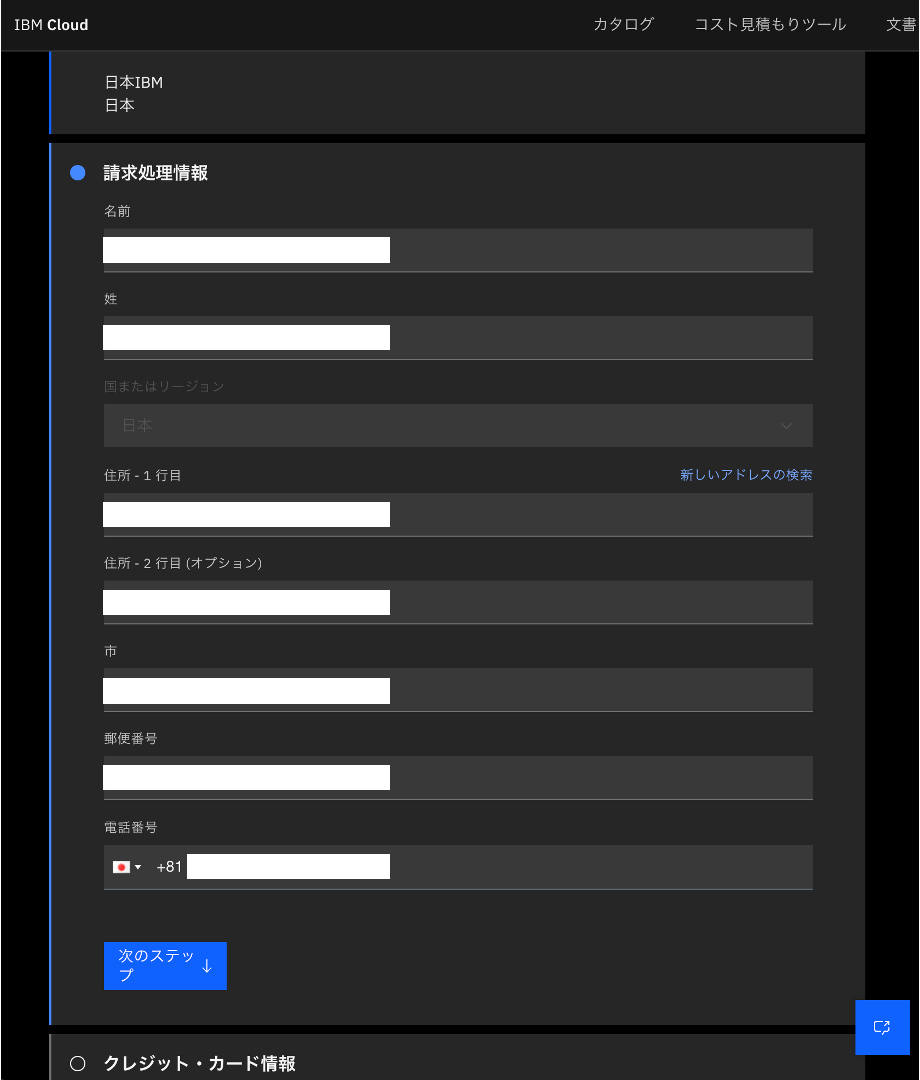 IBM Cloud
カタログ
コスト見積もりツール
文書
日本IBM
日本
請求処理情報
名前
姓
国またはリージョン
日本
住所 - 1 行目
新しいアドレスの検索
住所 - 2 行目 (オプション)
市
郵便番号
電話番号
+81
次のステッ
プ
クレジット・カード情報